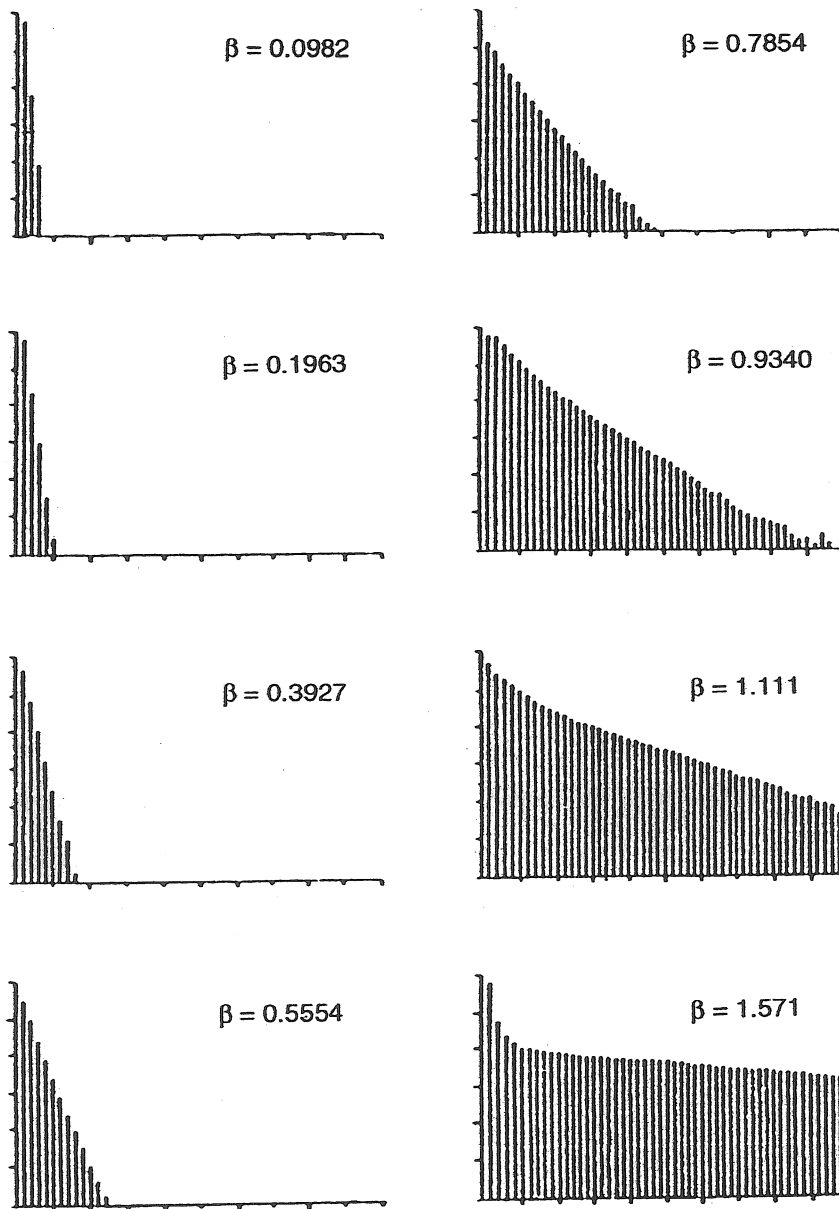 β = 0.0982
β = 0.7854
β = 0.1963
β = 0.9340
β = 0.3927
β = 1.111
β = 0.5554
β = 1.571